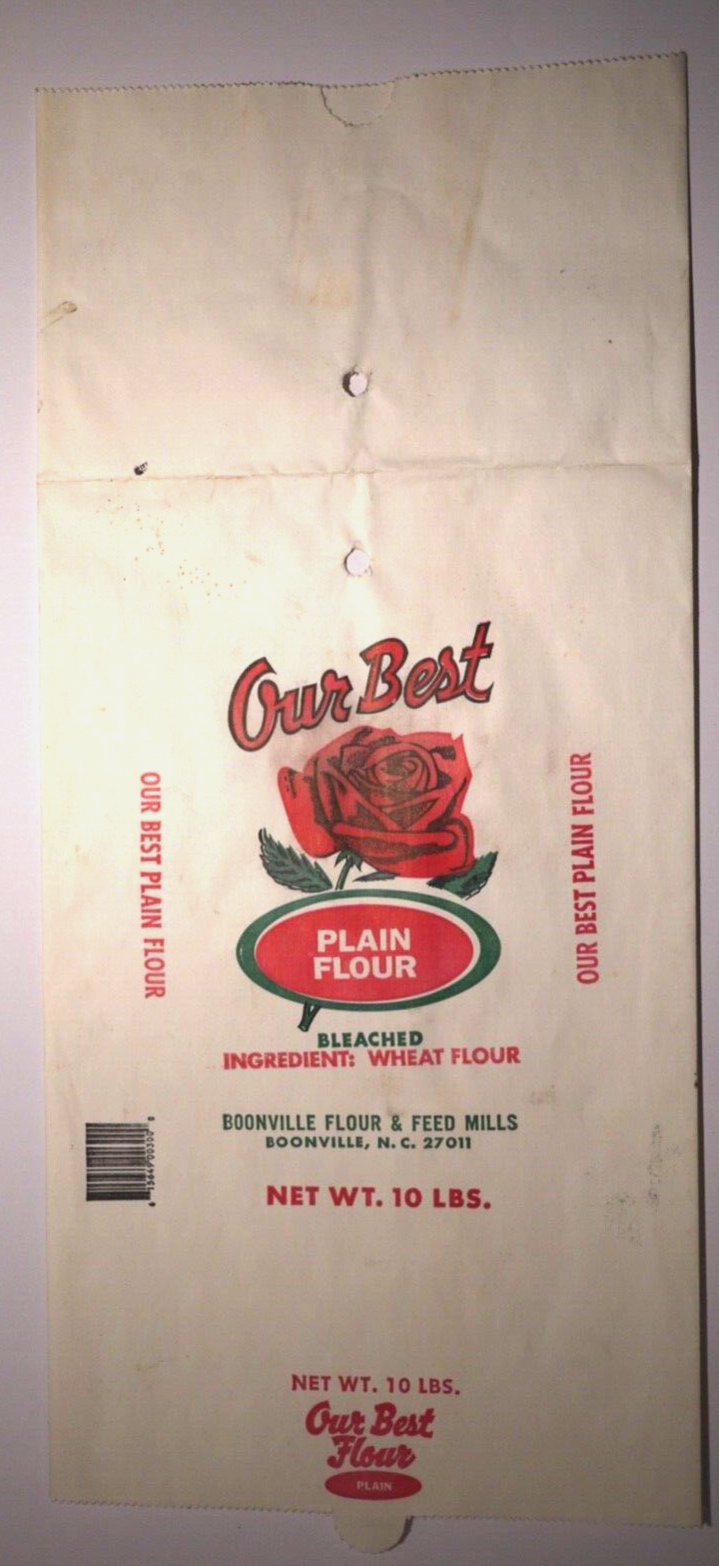 Our Best
OUR BEST PLAIN FLOUR
OUR BEST PLAIN FLOUR
PLAIN
FLOUR
BLEACHED
INGREDIENT: WHEAT FLOUR
BOONVILLE FLOUR & FEED MILLS
BOONVILLE, N. C. 27011
NET WT. 10 LBS.
NET WT. 10 LBS.
Our Best
Flour
PLAIN